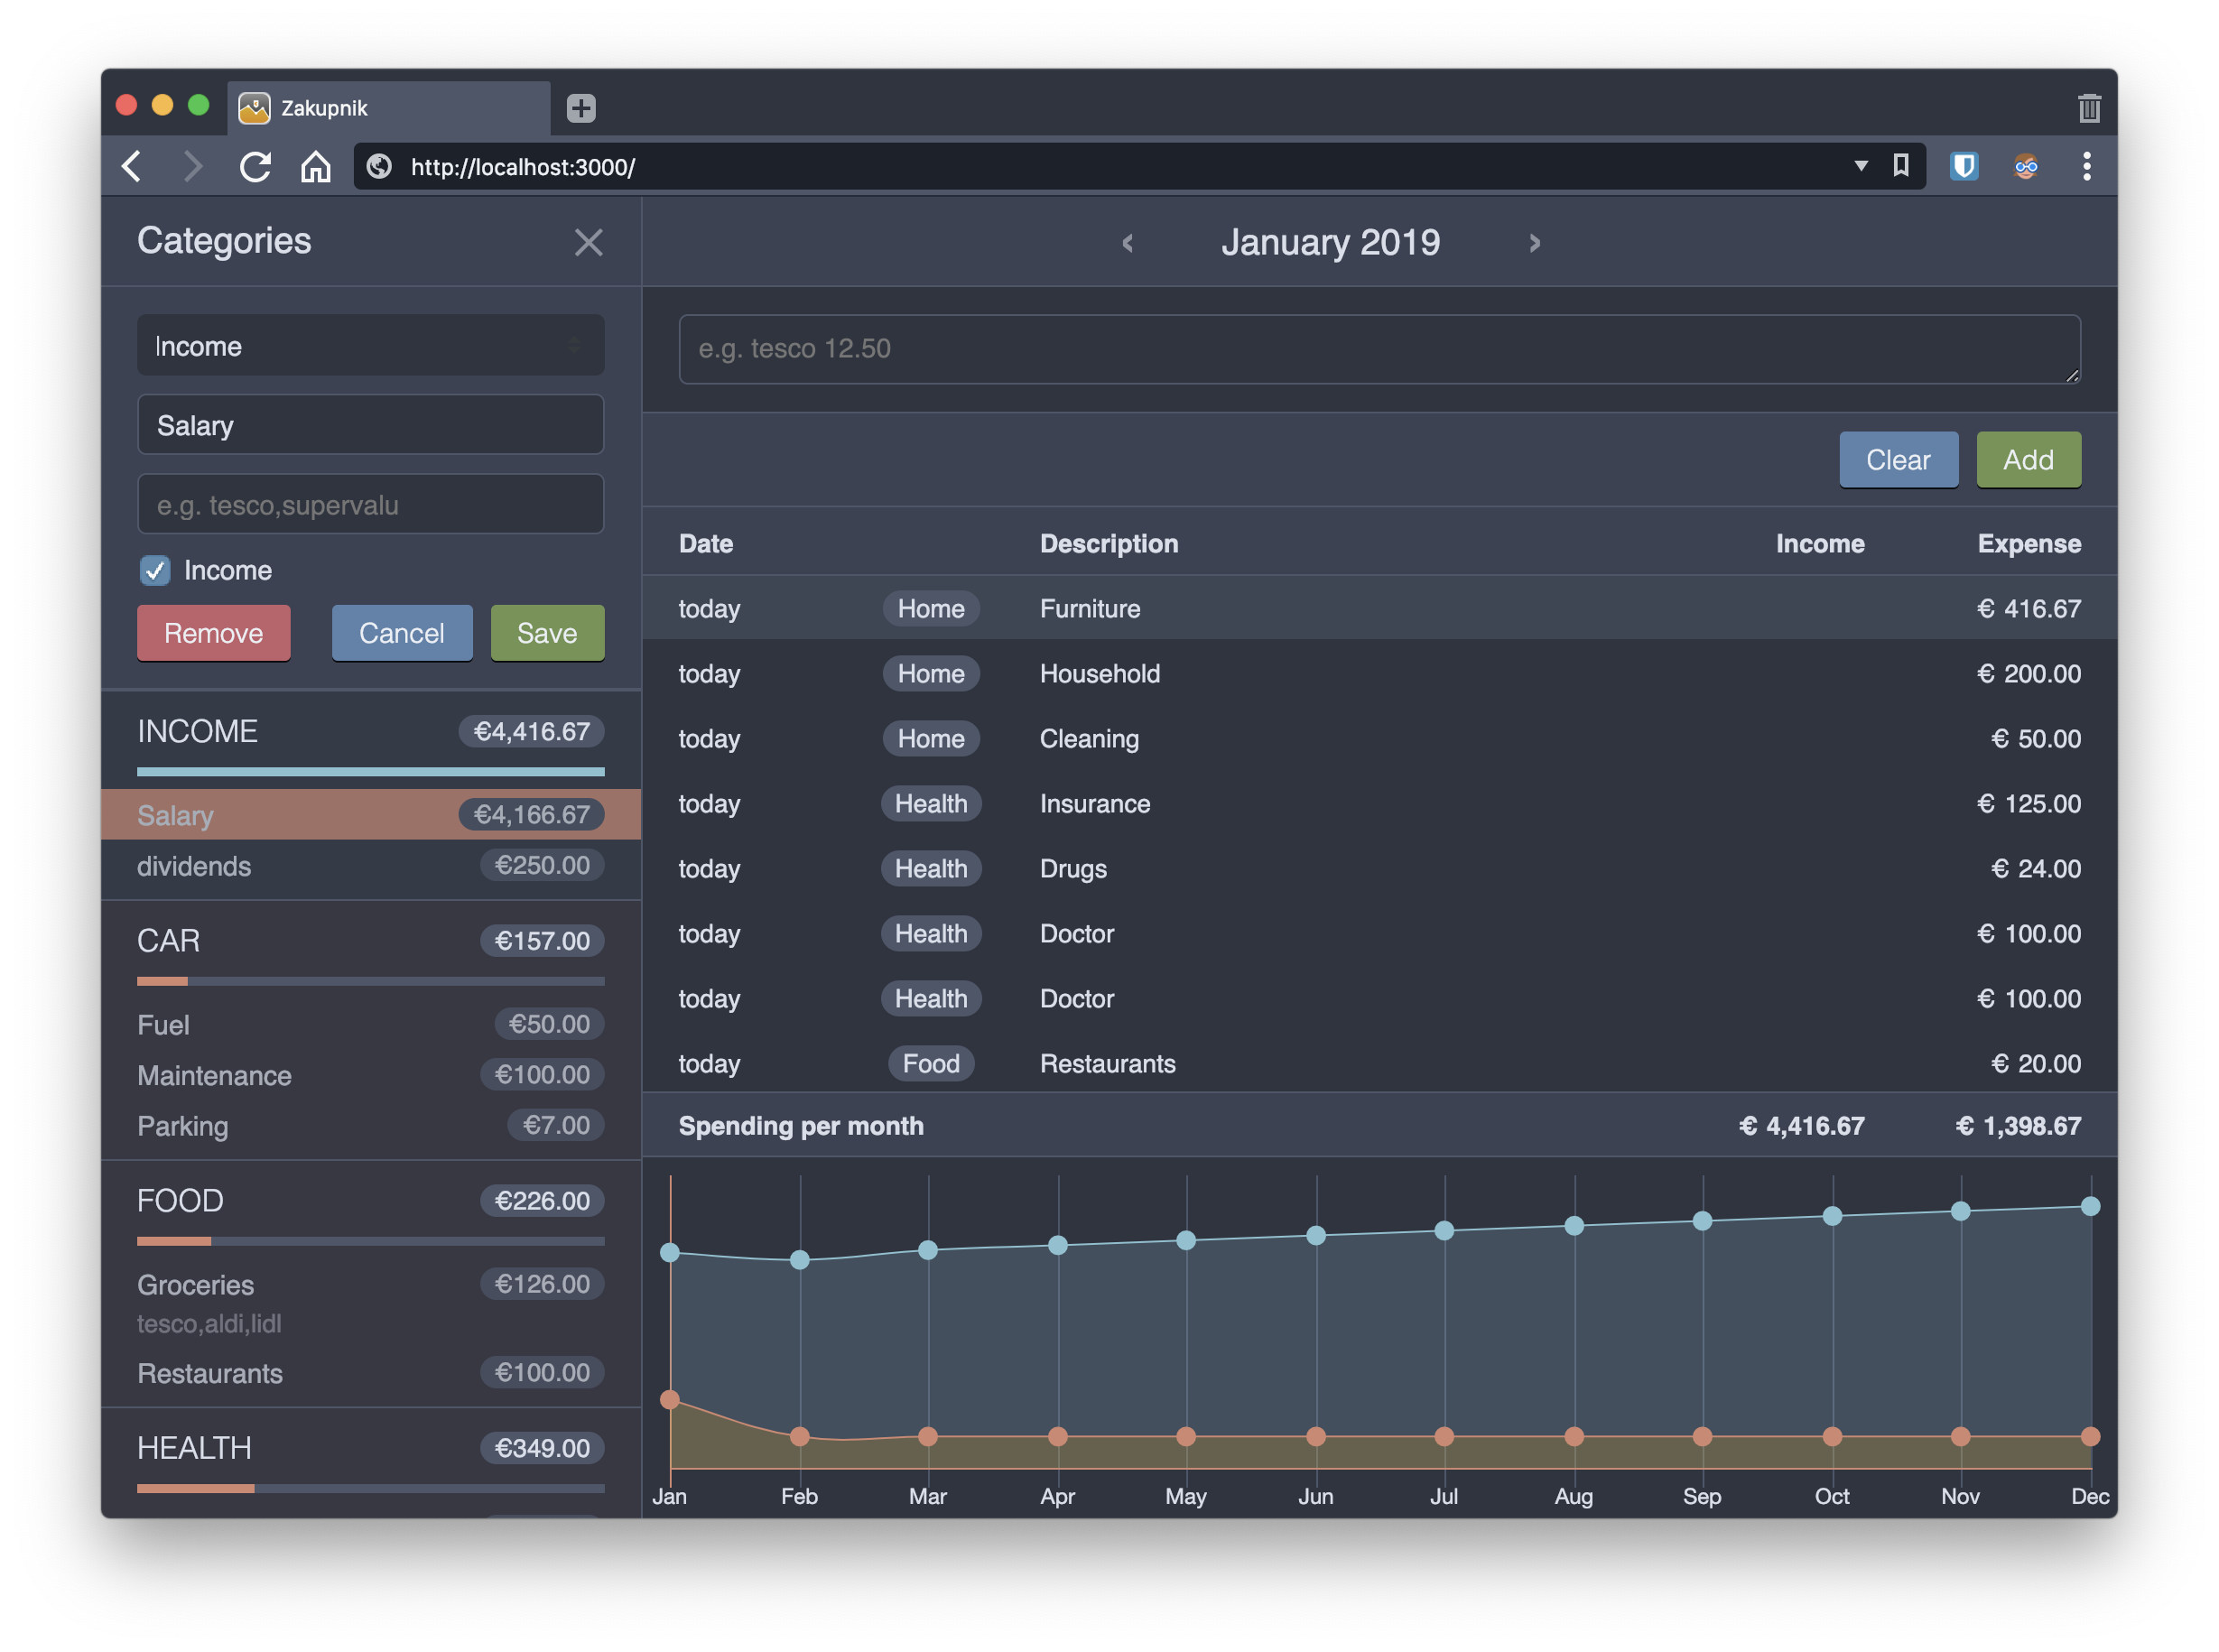 Zakupnik
http://localhost:3000/
Categories
Income
Salary
e.g. tesco,supervalu
Income
Remove Cancel Save
INCOME €4,416.67
Salary €4,166.67
dividends €250.00
CAR €157.00
Fuel €50.00
Maintenance €100.00
Parking €7.00
FOOD €226.00
Groceries €126.00
tesco,aldi,lidl
Restaurants €100.00
HEALTH €349.00
‹ January 2019 ›
e.g. tesco 12.50
Clear Add
Date Description Income Expense
today Home Furniture € 416.67
today Home Household € 200.00
today Home Cleaning € 50.00
today Health Insurance € 125.00
today Health Drugs € 24.00
today Health Doctor € 100.00
today Health Doctor € 100.00
today Food Restaurants € 20.00
Spending per month € 4,416.67 € 1,398.67
Jan Feb Mar Apr May Jun Jul Aug Sep Oct Nov Dec